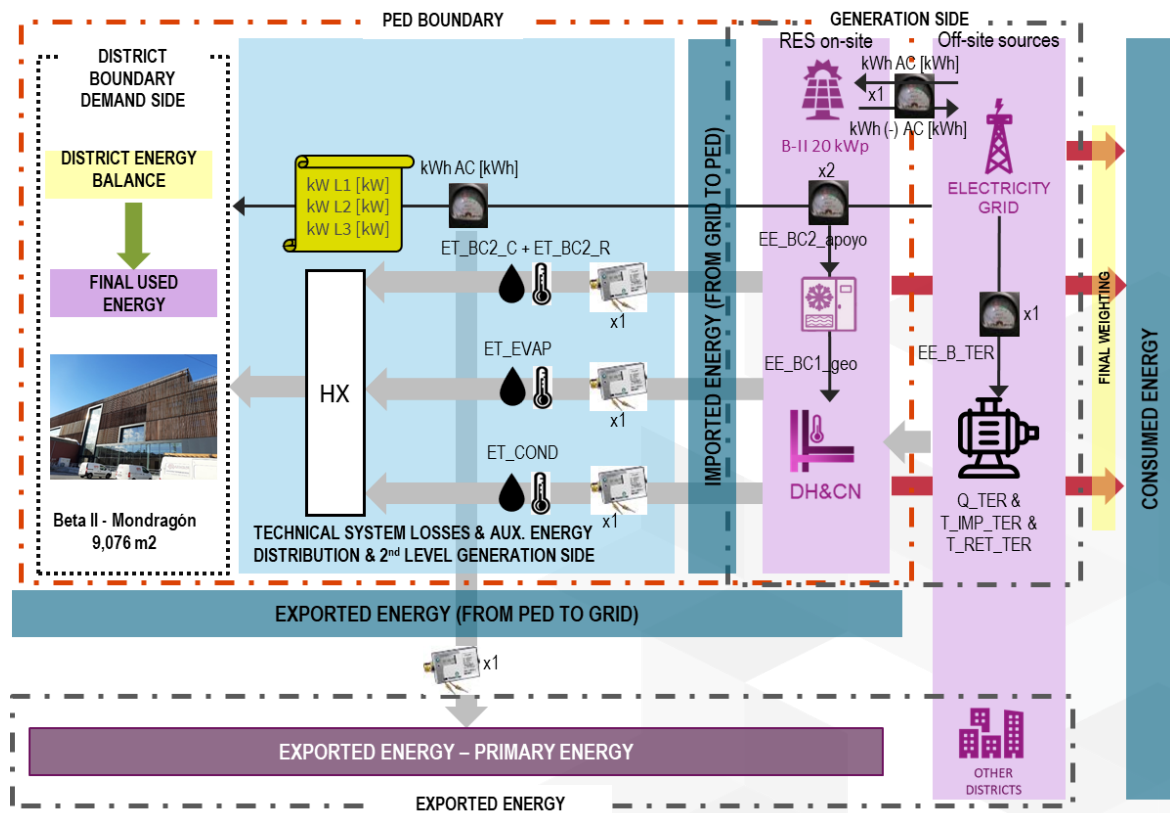 PED BOUNDARY
GENERATION SIDE
DISTRICT
BOUNDARY
DEMAND SIDE
DISTRICT ENERGY
BALANCE
FINAL USED
ENERGY
Beta II - Mondragón
9,076 m2
kW L1 [kW]
kW L2 [kW]
kW L3 [kW]
kWh AC [kWh]
ET_BC2_C + ET_BC2_R
x1
ET_EVAP
x1
ET_COND
x1
HX
TECHNICAL SYSTEM LOSSES & AUX. ENERGY
DISTRIBUTION & 2nd LEVEL GENERATION SIDE
IMPORTED ENERGY (FROM GRID TO PED)
RES on-site
Off-site sources
kWh AC [kWh]
x1
kWh (-) AC [kWh]
B-II 20 kWp
x2
EE_BC2_apoyo
EE_BC1_geo
DH&CN
ELECTRICITY
GRID
x1
EE_B_TER
Q_TER &
T_IMP_TER &
T_RET_TER
FINAL WEIGHTING
CONSUMED ENERGY
EXPORTED ENERGY (FROM PED TO GRID)
x1
EXPORTED ENERGY – PRIMARY ENERGY
OTHER
DISTRICTS
EXPORTED ENERGY